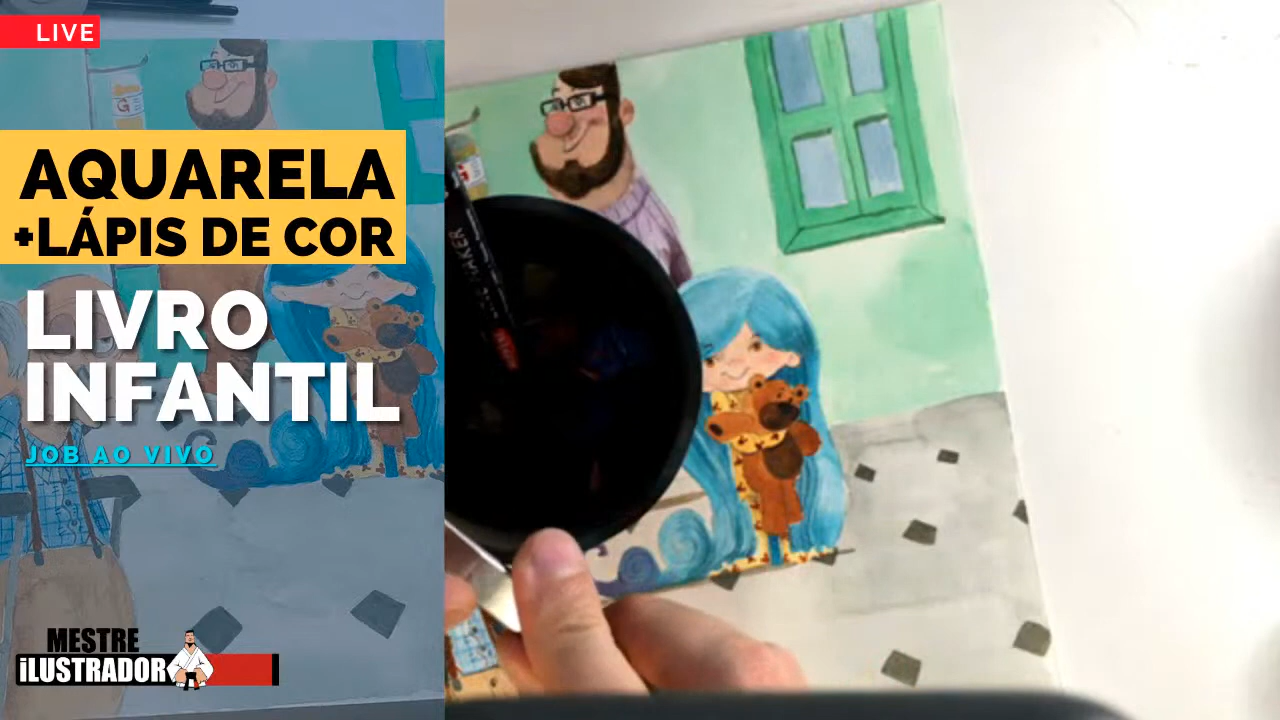 LIVE
AQUARELA
+LÁPIS DE COR
LIVRO
INFANTIL
JOB AO VIVO
MESTRE
iLUSTRADOR
G
G